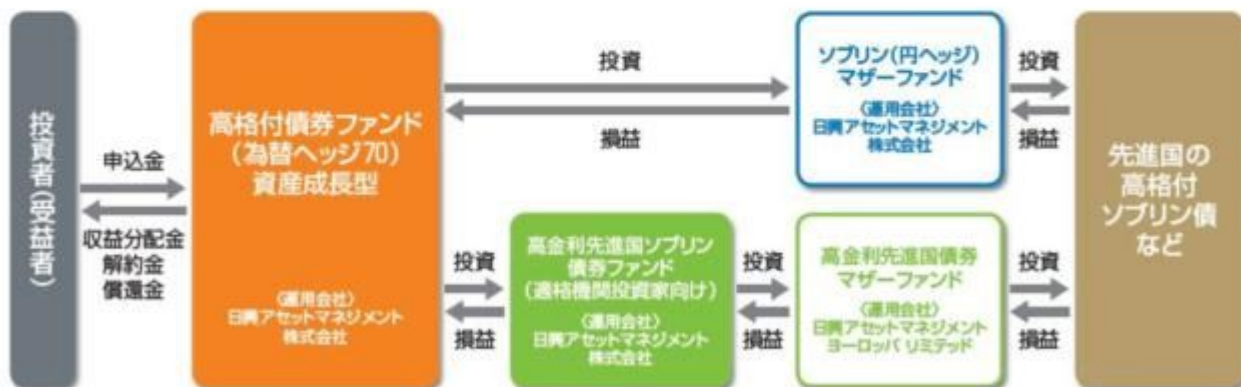 投資者(受益者)
申込金
収益分配金
解約金
償還金
高格付債券ファンド
(為替ヘッジ70)
資産成長型
〈運用会社〉
日興アセットマネジメント
株式会社
投資
損益
ソブリン(円ヘッジ)
マザーファンド
〈運用会社〉
日興アセットマネジメント
株式会社
投資
損益
投資
損益
高金利先進国ソブリン
債券ファンド
(適格機関投資家向け)
〈運用会社〉
日興アセットマネジメント
株式会社
投資
損益
高金利先進国債券
マザーファンド
〈運用会社〉
日興アセットマネジメント
ヨーロッパ リミテッド
投資
損益
先進国の
高格付
ソブリン債
など